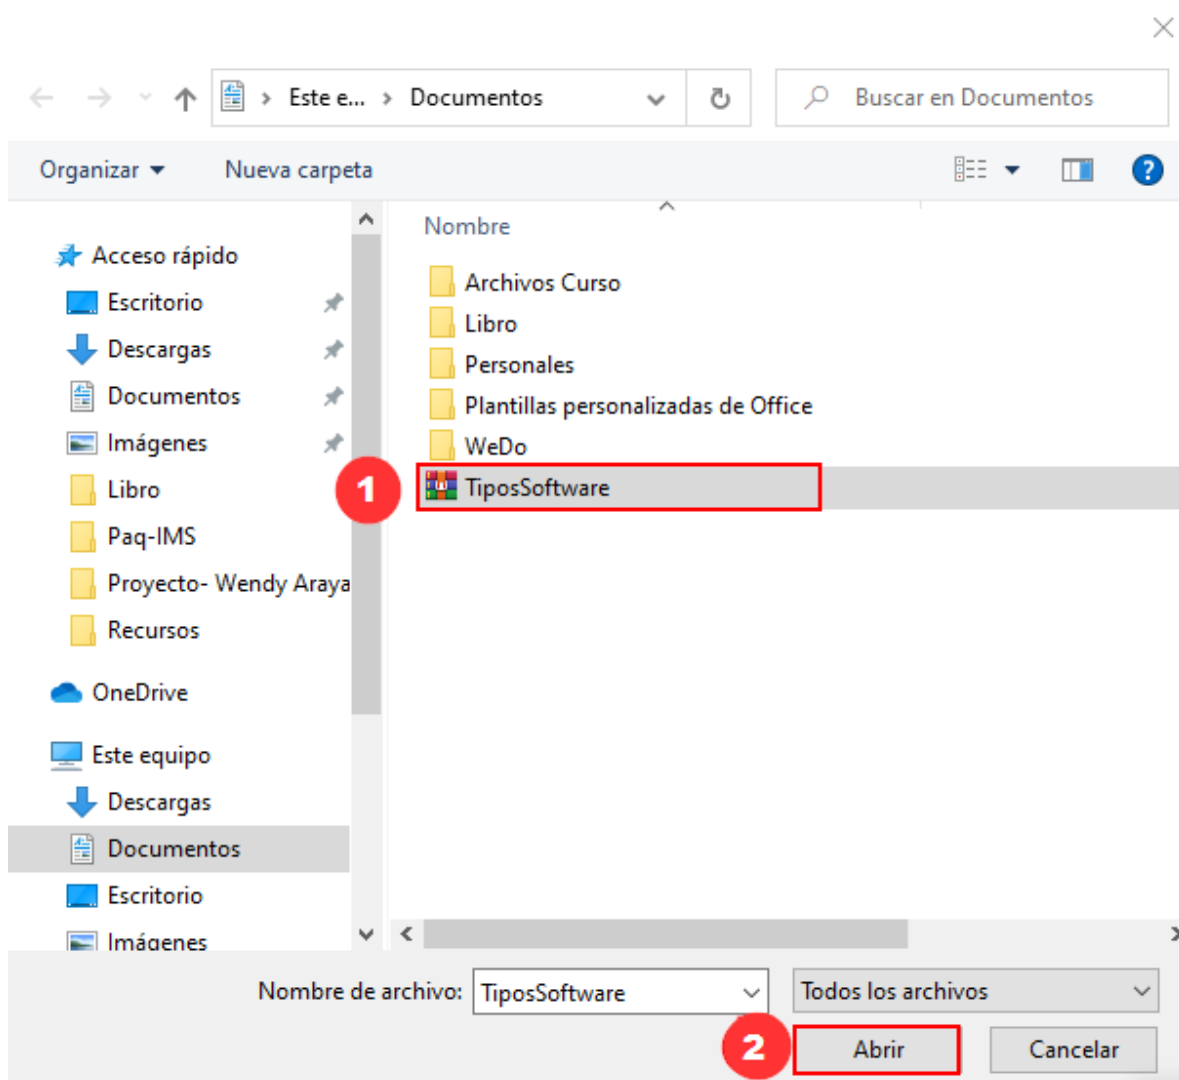 Este e... Documentos
Buscar en Documentos
Organizar
Nueva carpeta
?
Acceso rápido
Escritorio
Descargas
Documentos
Imágenes
Libro
Paq-IMS
Proyecto- Wendy Araya
Recursos
OneDrive
Este equipo
Descargas
Documentos
Escritorio
Imágenes
Nombre
Archivos Curso
Libro
Personales
Plantillas personalizadas de Office
WeDo
1
TiposSoftware
Nombre de archivo: TiposSoftware
Todos los archivos
2
Abrir
Cancelar